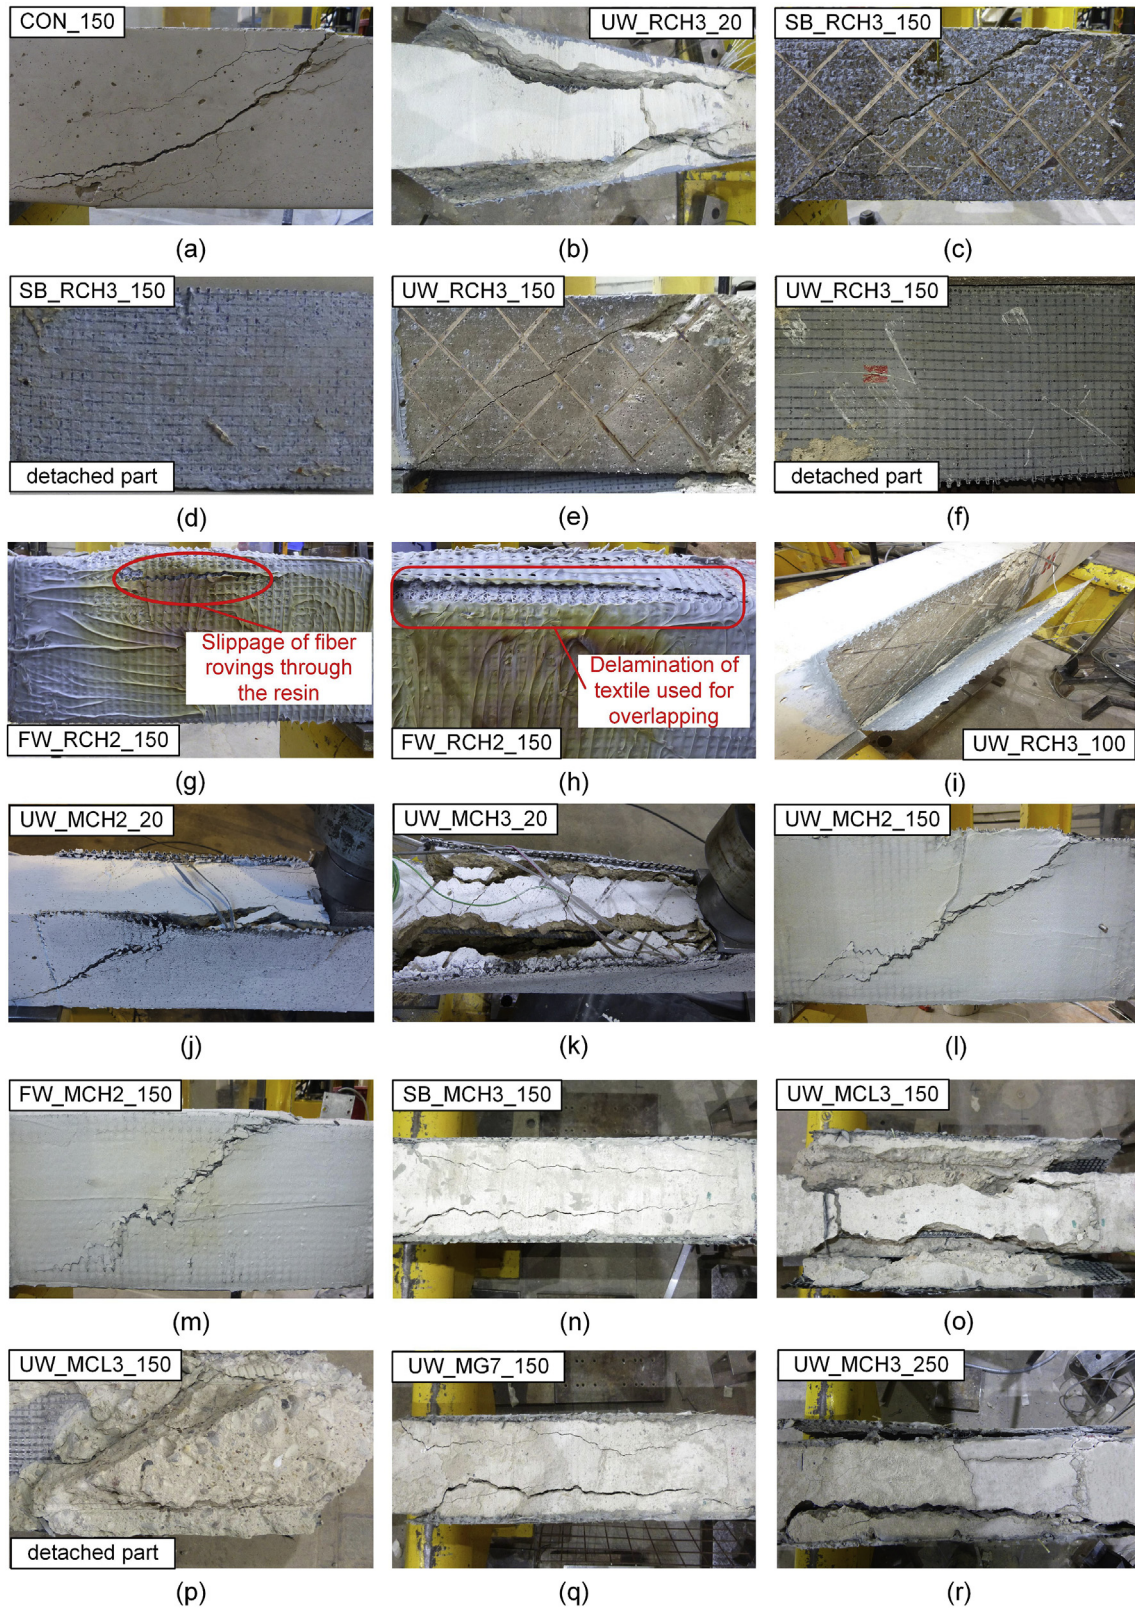 CON_150
UW_RCH3_20
SB_RCH3_150
(a)
(b)
(c)
SB_RCH3_150
UW_RCH3_150
UW_RCH3_150
detached part
detached part
(d)
(e)
(f)
Slippage of fiber
rovings through
the resin
FW_RCH2_150
Delamination of
textile used for
overlapping
FW_RCH2_150
UW_RCH3_100
(g)
(h)
(i)
UW_MCH2_20
UW_MCH3_20
UW_MCH2_150
(j)
(k)
(l)
FW_MCH2_150
SB_MCH3_150
UW_MCL3_150
(m)
(n)
(o)
UW_MCL3_150
UW_MG7_150
UW_MCH3_250
detached part
(p)
(q)
(r)